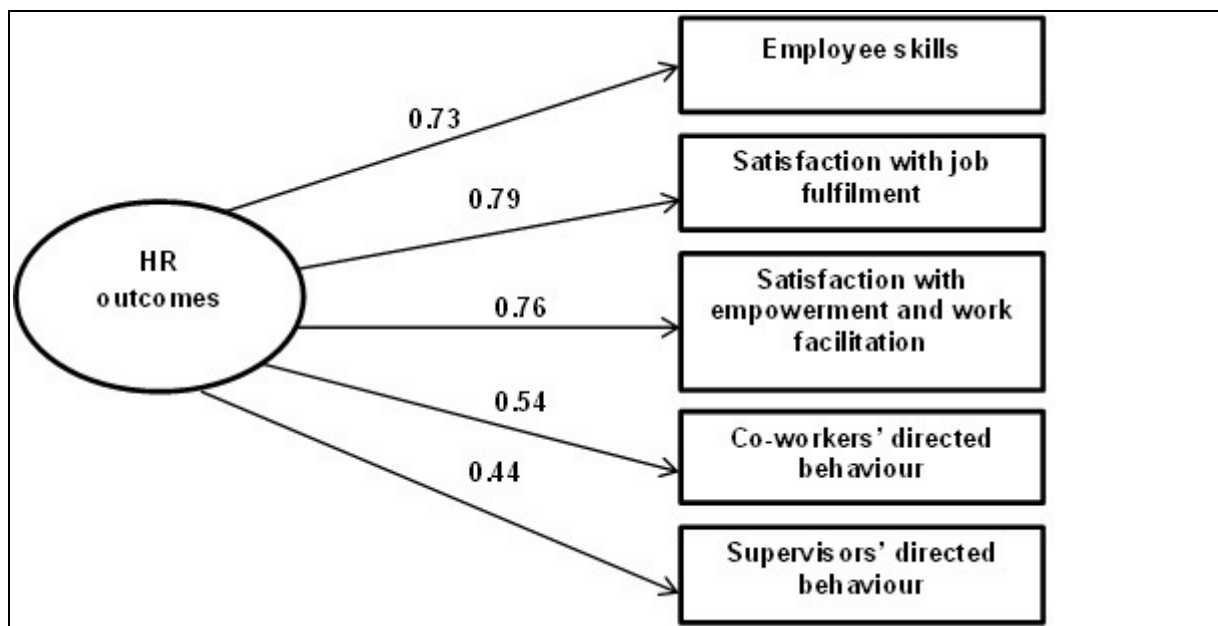 Employee skills
0.73
Satisfaction with job
fulfilment
0.79
HR
outcomes
Satisfaction with
empowerment and work
facilitation
0.76
0.54
Co-workers’ directed
behaviour
0.44
Supervisors’ directed
behaviour